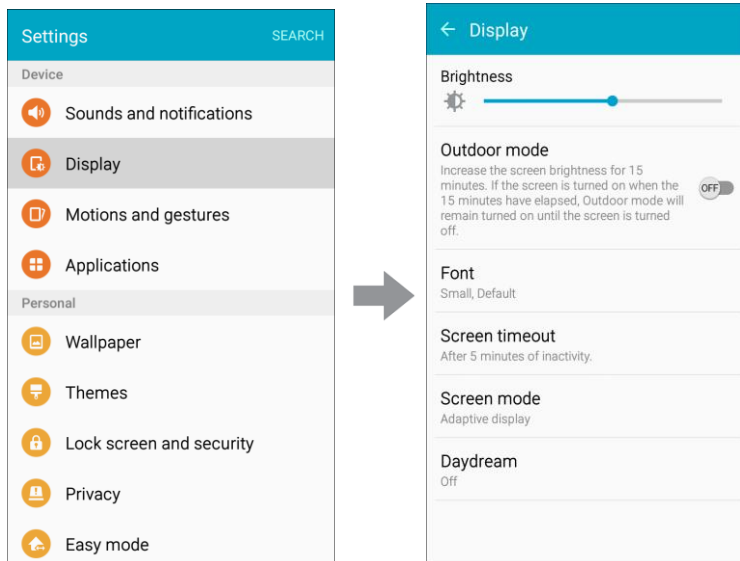 Settings
SEARCH
Device
Sounds and notifications
Display
Motions and gestures
Applications
Personal
Wallpaper
Themes
Lock screen and security
Privacy
Easy mode
Display
Brightness
Outdoor mode
Increase the screen brightness for 15
minutes. If the screen is turned on when the
15 minutes have elapsed, Outdoor mode will
remain turned on until the screen is turned
off.
OFF
Font
Small, Default
Screen timeout
After 5 minutes of inactivity.
Screen mode
Adaptive display
Daydream
Off